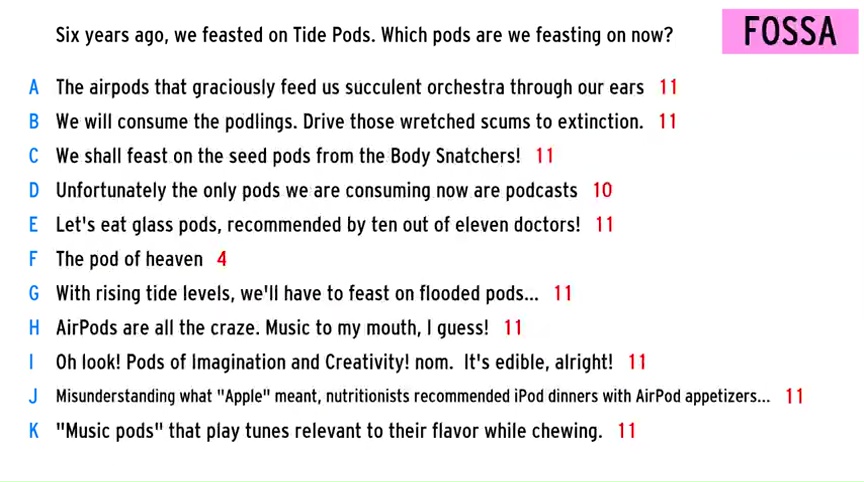 Six years ago, we feasted on Tide Pods. Which pods are we feasting on now? FOSSA
A The airpods that graciously feed us succulent orchestra through our ears 11
B We will consume the podlings. Drive those wretched scums to extinction. 11
C We shall feast on the seed pods from the Body Snatchers! 11
D Unfortunately the only pods we are consuming now are podcasts 10
E Let's eat glass pods, recommended by ten out of eleven doctors! 11
F The pod of heaven 4
G With rising tide levels, we'll have to feast on flooded pods... 11
H AirPods are all the craze. Music to my mouth, I guess! 11
I Oh look! Pods of Imagination and Creativity! nom. It's edible, alright! 11
J Misunderstanding what "Apple" meant, nutritionists recommended iPod dinners with AirPod appetizers... 11
K "Music pods" that play tunes relevant to their flavor while chewing. 11